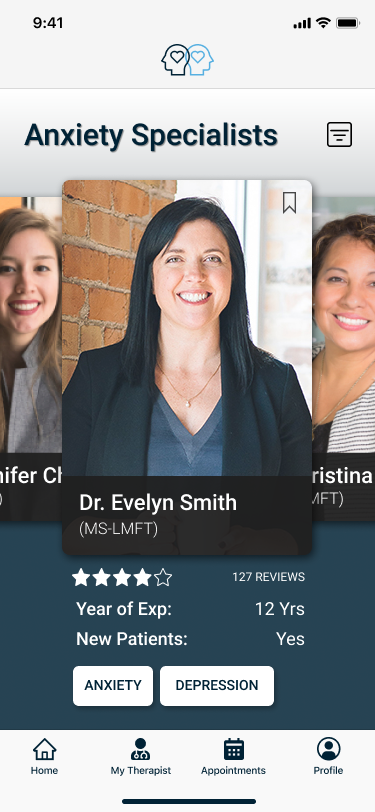 9:41
Anxiety Specialists
nifer Ch
)
Dr. Evelyn Smith
(MS-LMFT)
ristina
MFT)
127 REVIEWS
Year of Exp: 12 Yrs
New Patients: Yes
ANXIETY DEPRESSION
Home My Therapist Appointments Profile